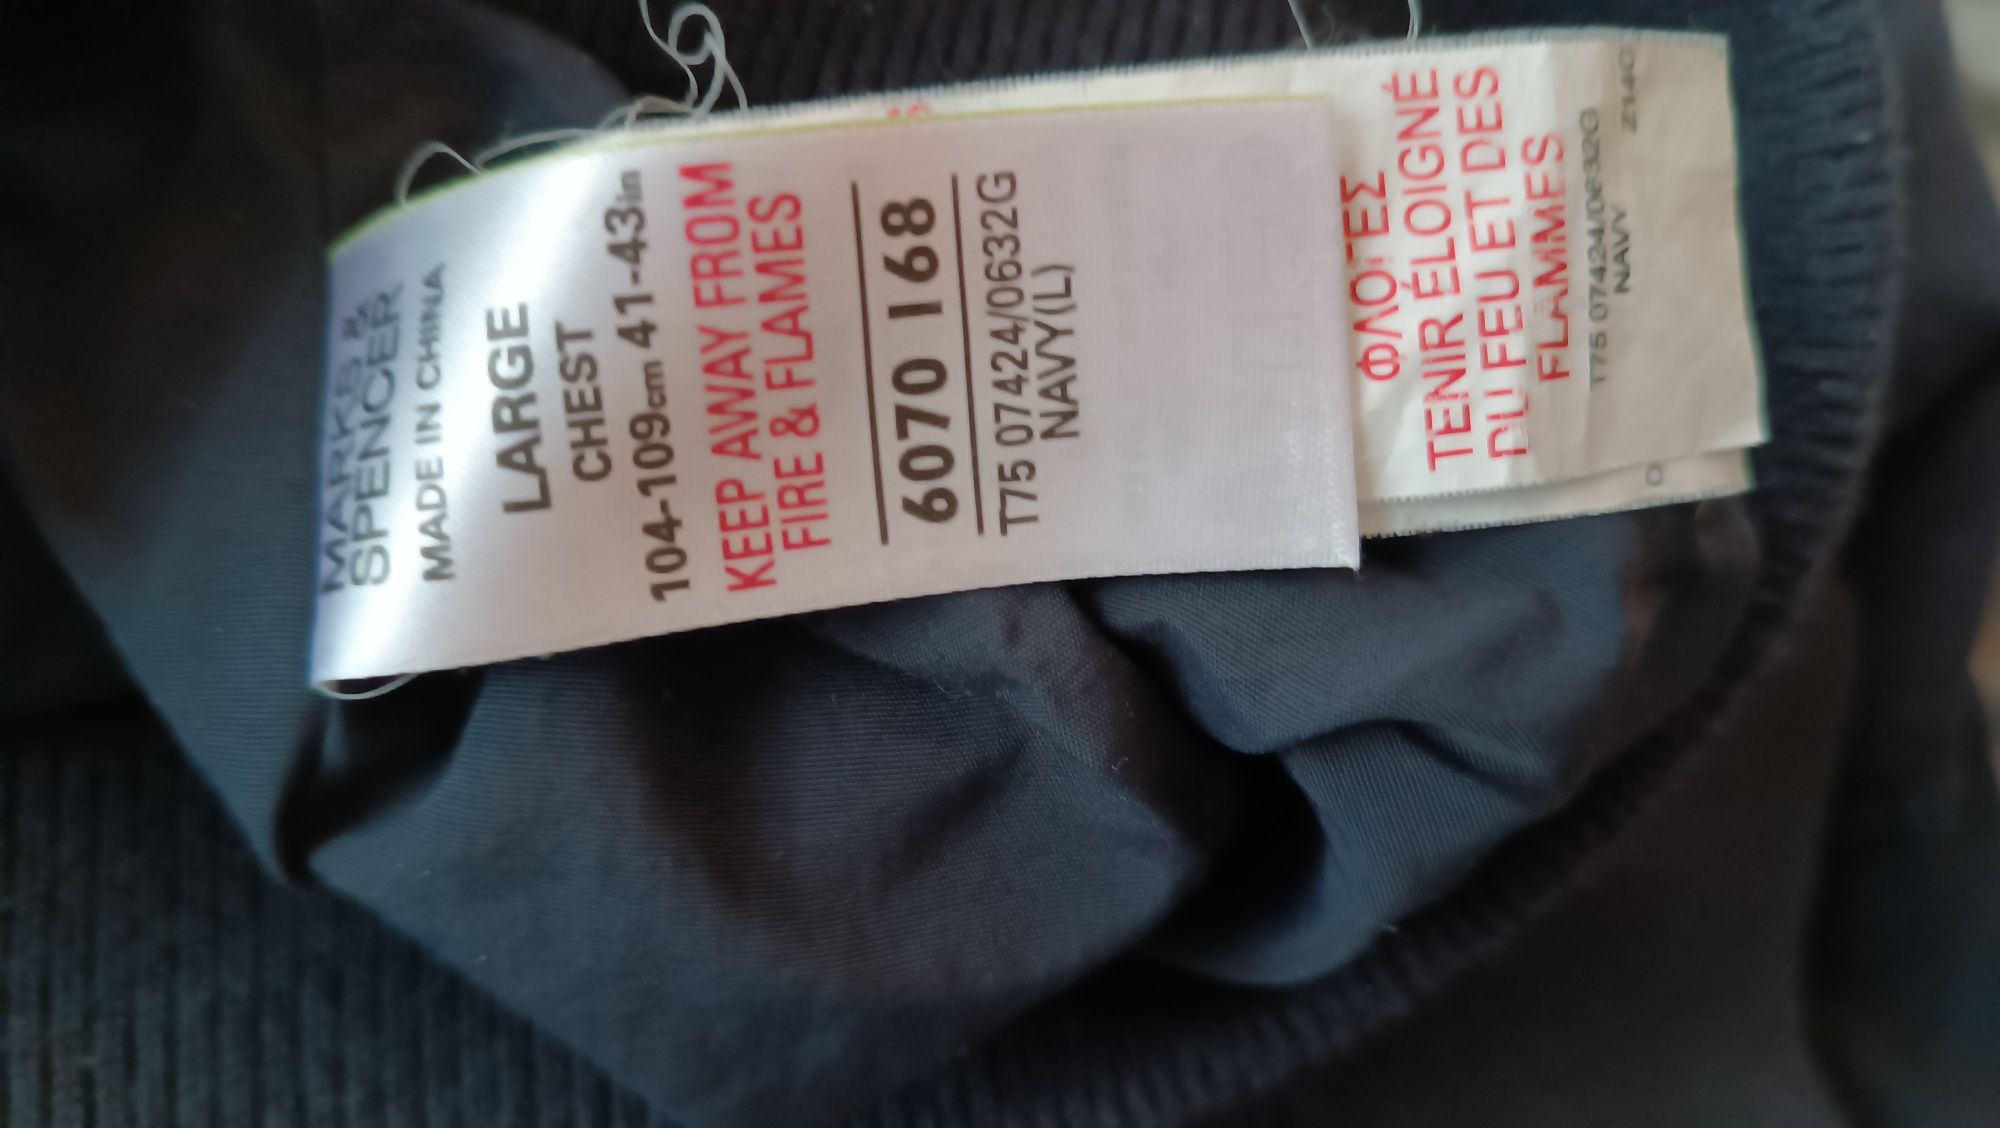 MARKS &
SPENCER
MADE IN CHINA
LARGE
CHEST
104-109cm 41-43in
KEEP AWAY FROM
FIRE & FLAMES
6070 168
T75 07424/0632G
NAVY(L)
ΦΛΟΓΕΣ
TENIR ÉLOIGNÉ
DU FEU ET DES
FLAMMES
T75 07424/0632G
NAVY